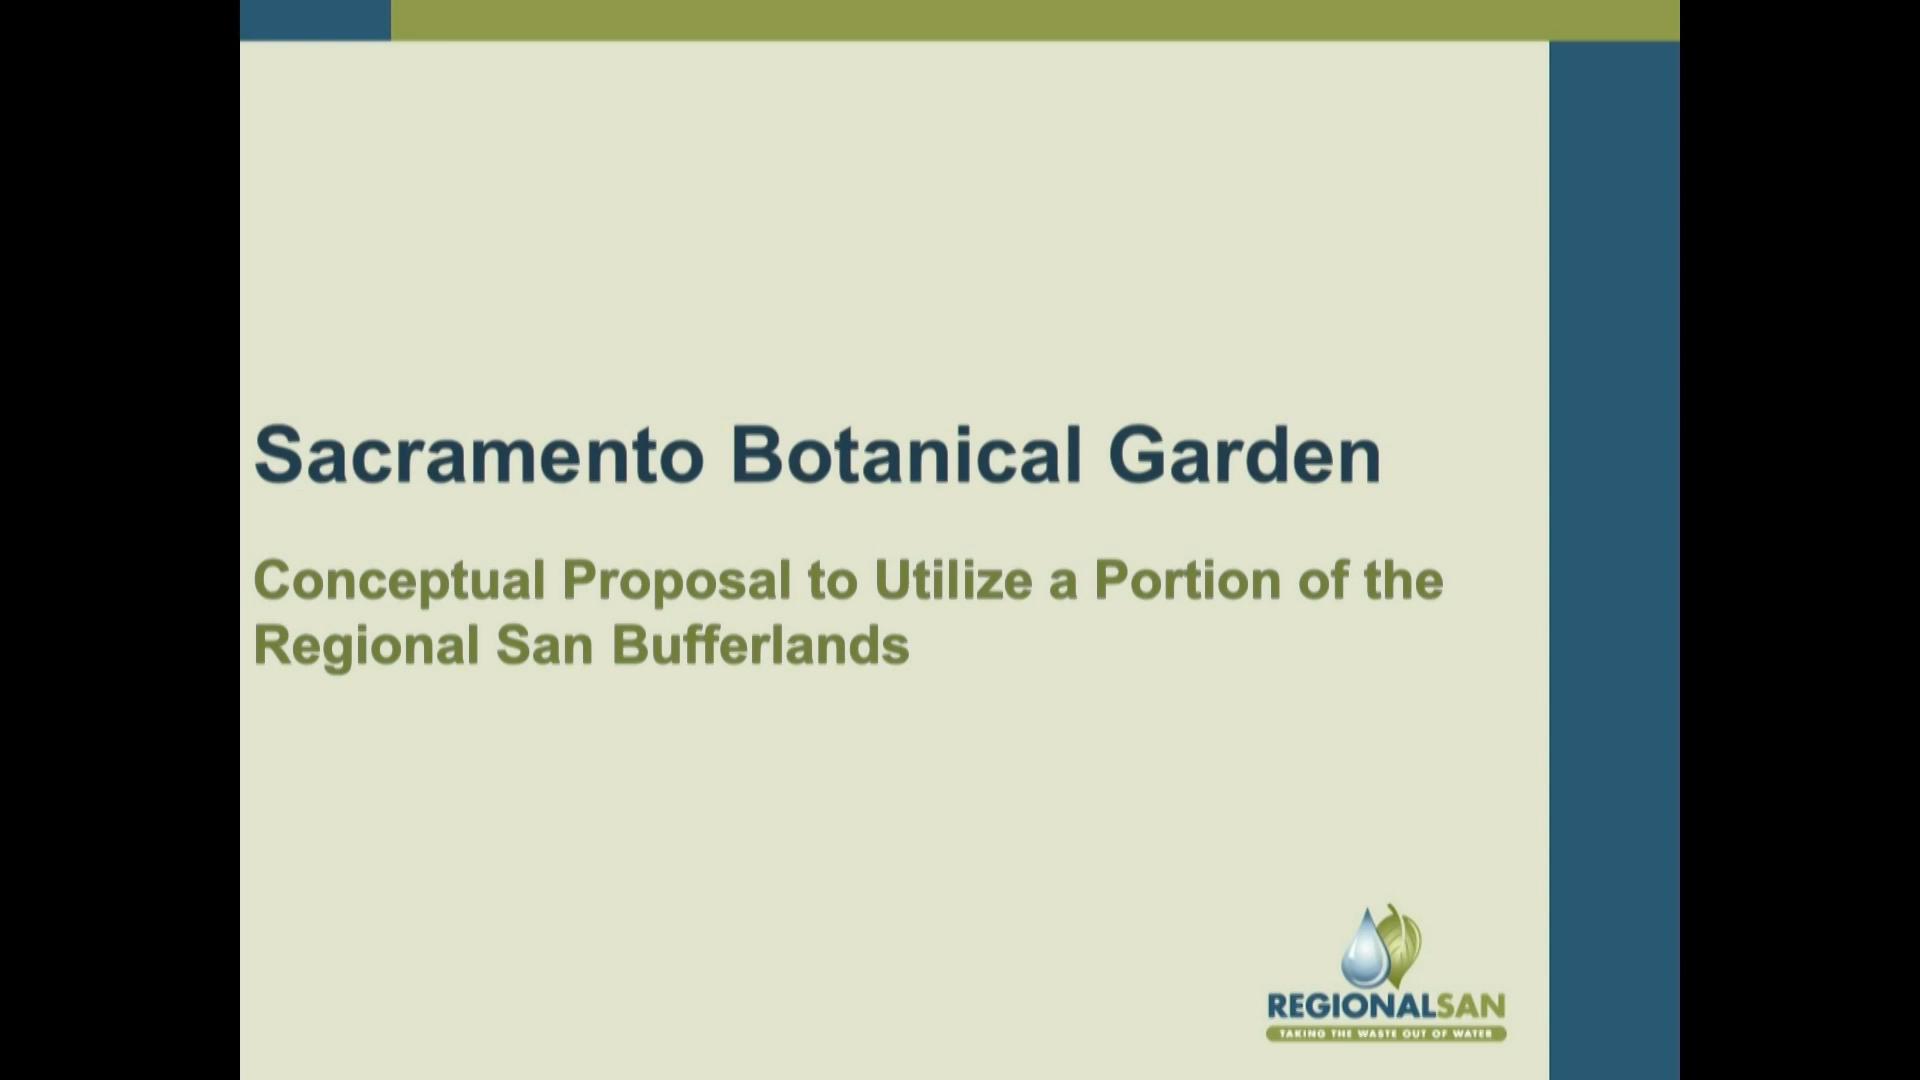 Sacramento Botanical Garden
Conceptual Proposal to Utilize a Portion of the
Regional San Bufferlands
REGIONALSAN
TAKING THE WASTE OUT OF WATER